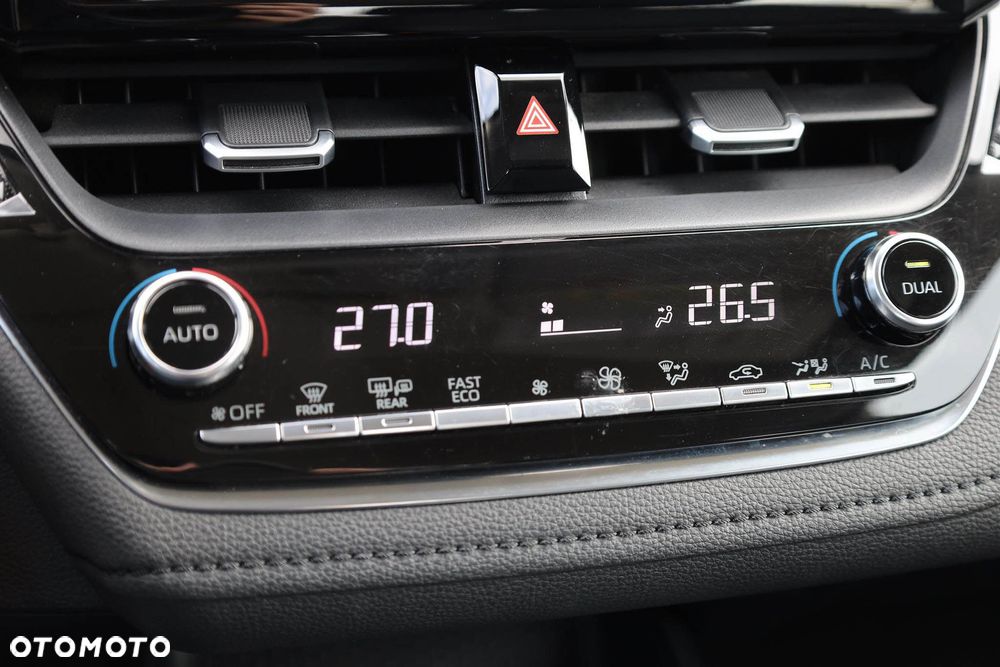 AUTO
27.0
26.5
DUAL
OFF
FRONT
REAR
FAST
ECO
A/C
OTOMOTO